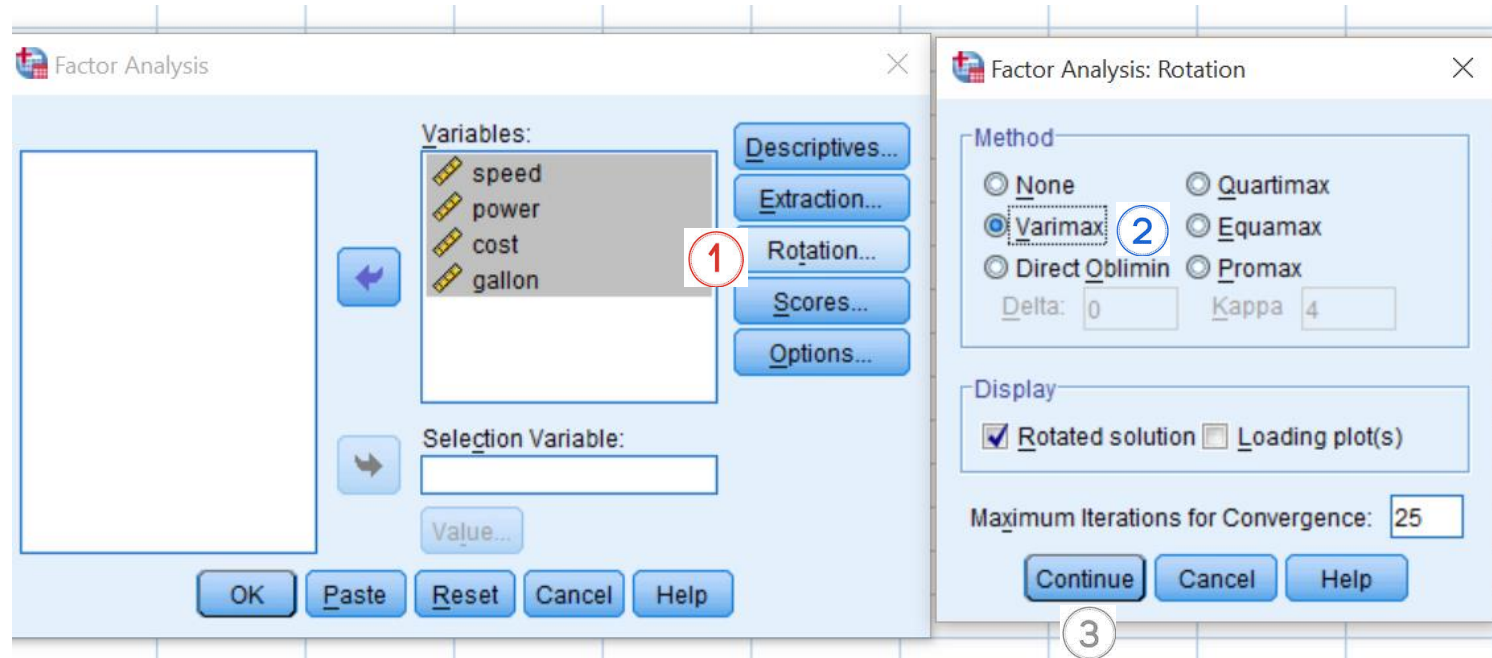 Factor Analysis
Variables:
speed
power
cost
gallon
Descriptives...
Extraction...
1
Rotation...
Scores...
Options...
Selection Variable:
Value...
OK Paste Reset Cancel Help
Factor Analysis: Rotation
Method
None Quartimax
Varimax 2 Equamax
Direct Oblimin Promax
Delta: 0 Kappa 4
Display
Rotated solution Loading plot(s)
Maximum Iterations for Convergence: 25
Continue Cancel Help
3